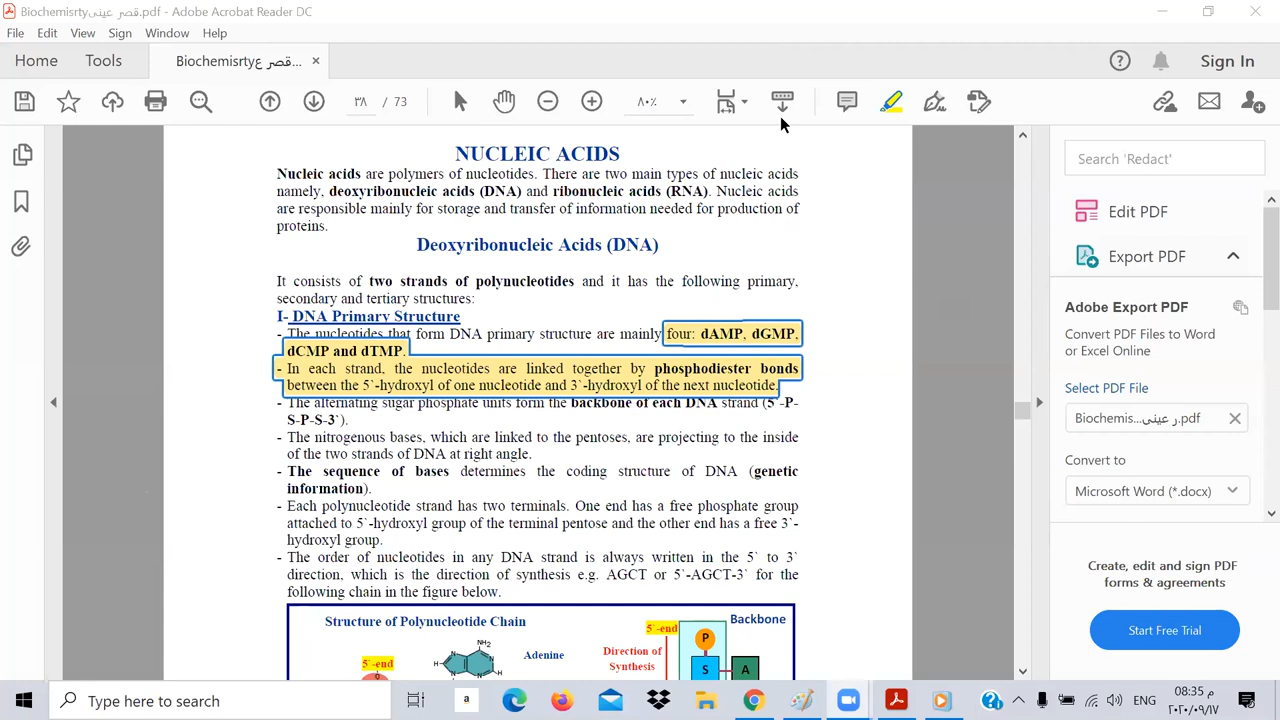 Biochemisrtyقصر عينى.pdf - Adobe Acrobat Reader DC
File Edit View Sign Window Help
Home Tools Biochemisrtyقصر ع... × Sign In
٣٨ / 73 ٨٠٪
NUCLEIC ACIDS
Nucleic acids are polymers of nucleotides. There are two main types of nucleic acids
namely, deoxyribonucleic acids (DNA) and ribonucleic acids (RNA). Nucleic acids
are responsible mainly for storage and transfer of information needed for production of
proteins.
Deoxyribonucleic Acids (DNA)
It consists of two strands of polynucleotides and it has the following primary,
secondary and tertiary structures:
I- DNA Primary Structure
- The nucleotides that form DNA primary structure are mainly four: dAMP, dGMP,
dCMP and dTMP.
- In each strand, the nucleotides are linked together by phosphodiester bonds
between the 5`-hydroxyl of one nucleotide and 3`-hydroxyl of the next nucleotide.
- The alternating sugar phosphate units form the backbone of each DNA strand (5`-P-
S-P-S-3`).
- The nitrogenous bases, which are linked to the pentoses, are projecting to the inside
of the two strands of DNA at right angle.
- The sequence of bases determines the coding structure of DNA (genetic
information).
- Each polynucleotide strand has two terminals. One end has a free phosphate group
attached to 5`-hydroxyl group of the terminal pentose and the other end has a free 3`-
hydroxyl group.
- The order of nucleotides in any DNA strand is always written in the 5` to 3`
direction, which is the direction of synthesis e.g. AGCT or 5`-AGCT-3` for the
following chain in the figure below.
Structure of Polynucleotide Chain
Backbone
5`-end
P
NH2
Adenine
Direction of
Synthesis
5`-end
H
S A
H
O
Search 'Redact'
Edit PDF
Export PDF
Adobe Export PDF
Convert PDF Files to Word
or Excel Online
Select PDF File
Biochemis...ر عينى.pdf
Convert to
Microsoft Word (*.docx)
Create, edit and sign PDF
forms & agreements
Start Free Trial
Type here to search
a
ENG
08:35 م
٢٠٢٠/٠٩/١٧